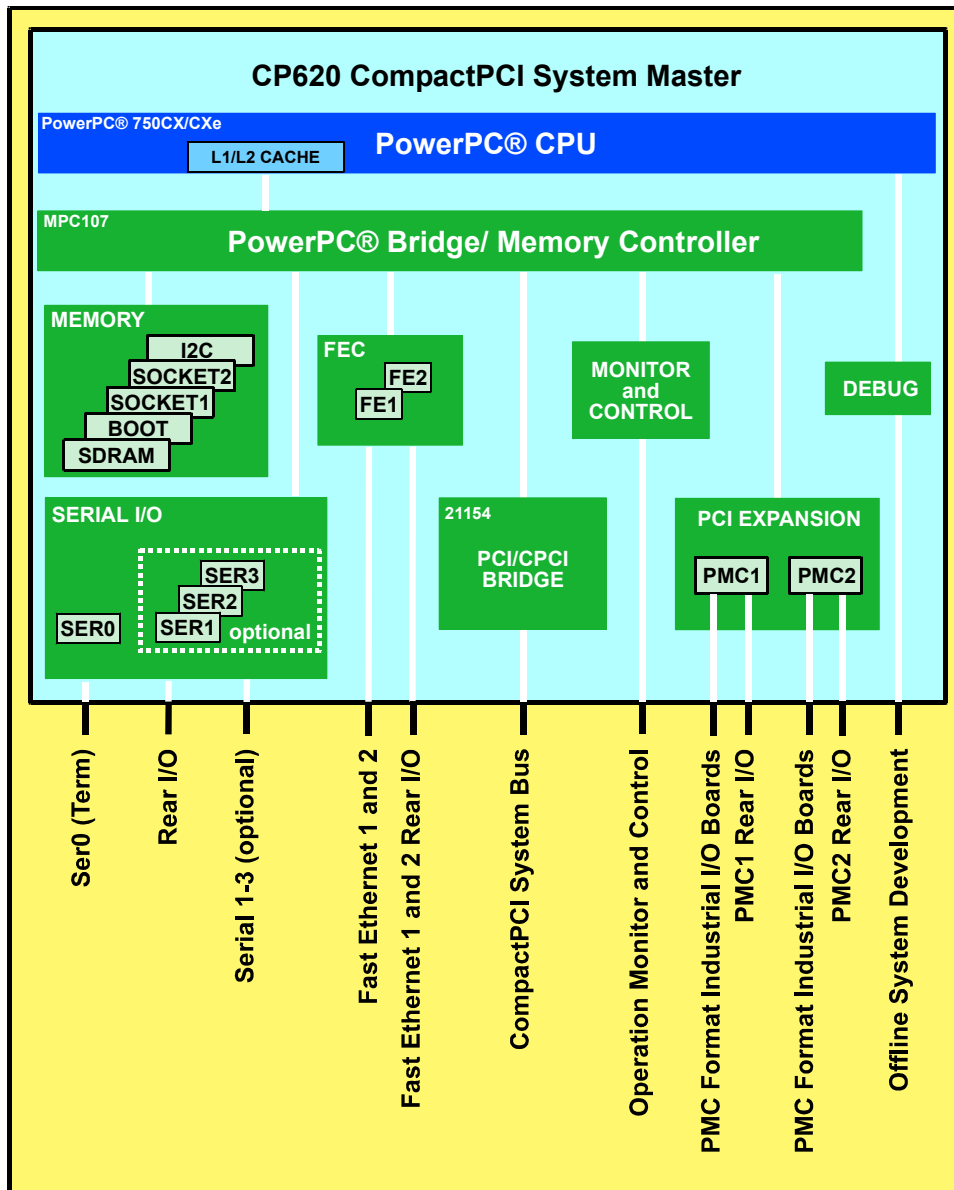 CP620 CompactPCI System Master
PowerPC® 750CX/CXe
PowerPC® CPU
L1/L2 CACHE
MPC107
PowerPC® Bridge/ Memory Controller
MEMORY
I2C
SOCKET2
SOCKET1
BOOT
SDRAM
FEC
FE2
FE1
MONITOR
and
CONTROL
DEBUG
SERIAL I/O
SER3
SER2
SER1
optional
SER0
21154
PCI/CPCI
BRIDGE
PCI EXPANSION
PMC1
PMC2
Ser0 (Term)
Rear I/O
Serial 1-3 (optional)
Fast Ethernet 1 and 2
Fast Ethernet 1 and 2 Rear I/O
CompactPCI System Bus
Operation Monitor and Control
PMC Format Industrial I/O Boards
PMC1 Rear I/O
PMC Format Industrial I/O Boards
PMC2 Rear I/O
Offline System Development